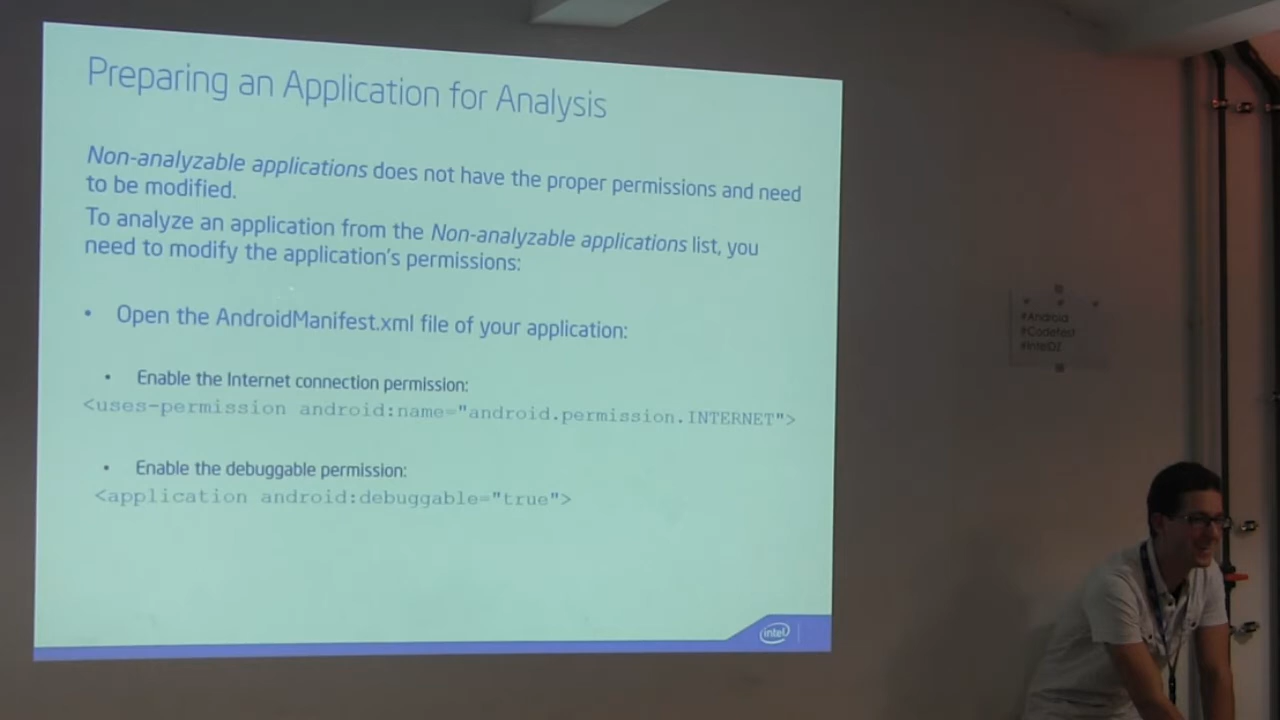 Preparing an Application for Analysis
Non-analyzable applications does not have the proper permissions and need
to be modified.
To analyze an application from the Non-analyzable applications list, you
need to modify the application's permissions:
• Open the AndroidManifest.xml file of your application:
• Enable the Internet connection permission:
<uses-permission android:name="android.permission.INTERNET">
• Enable the debuggable permission:
<application android:debuggable="true">
intel
#Android
#Codefest
#IntelDZ